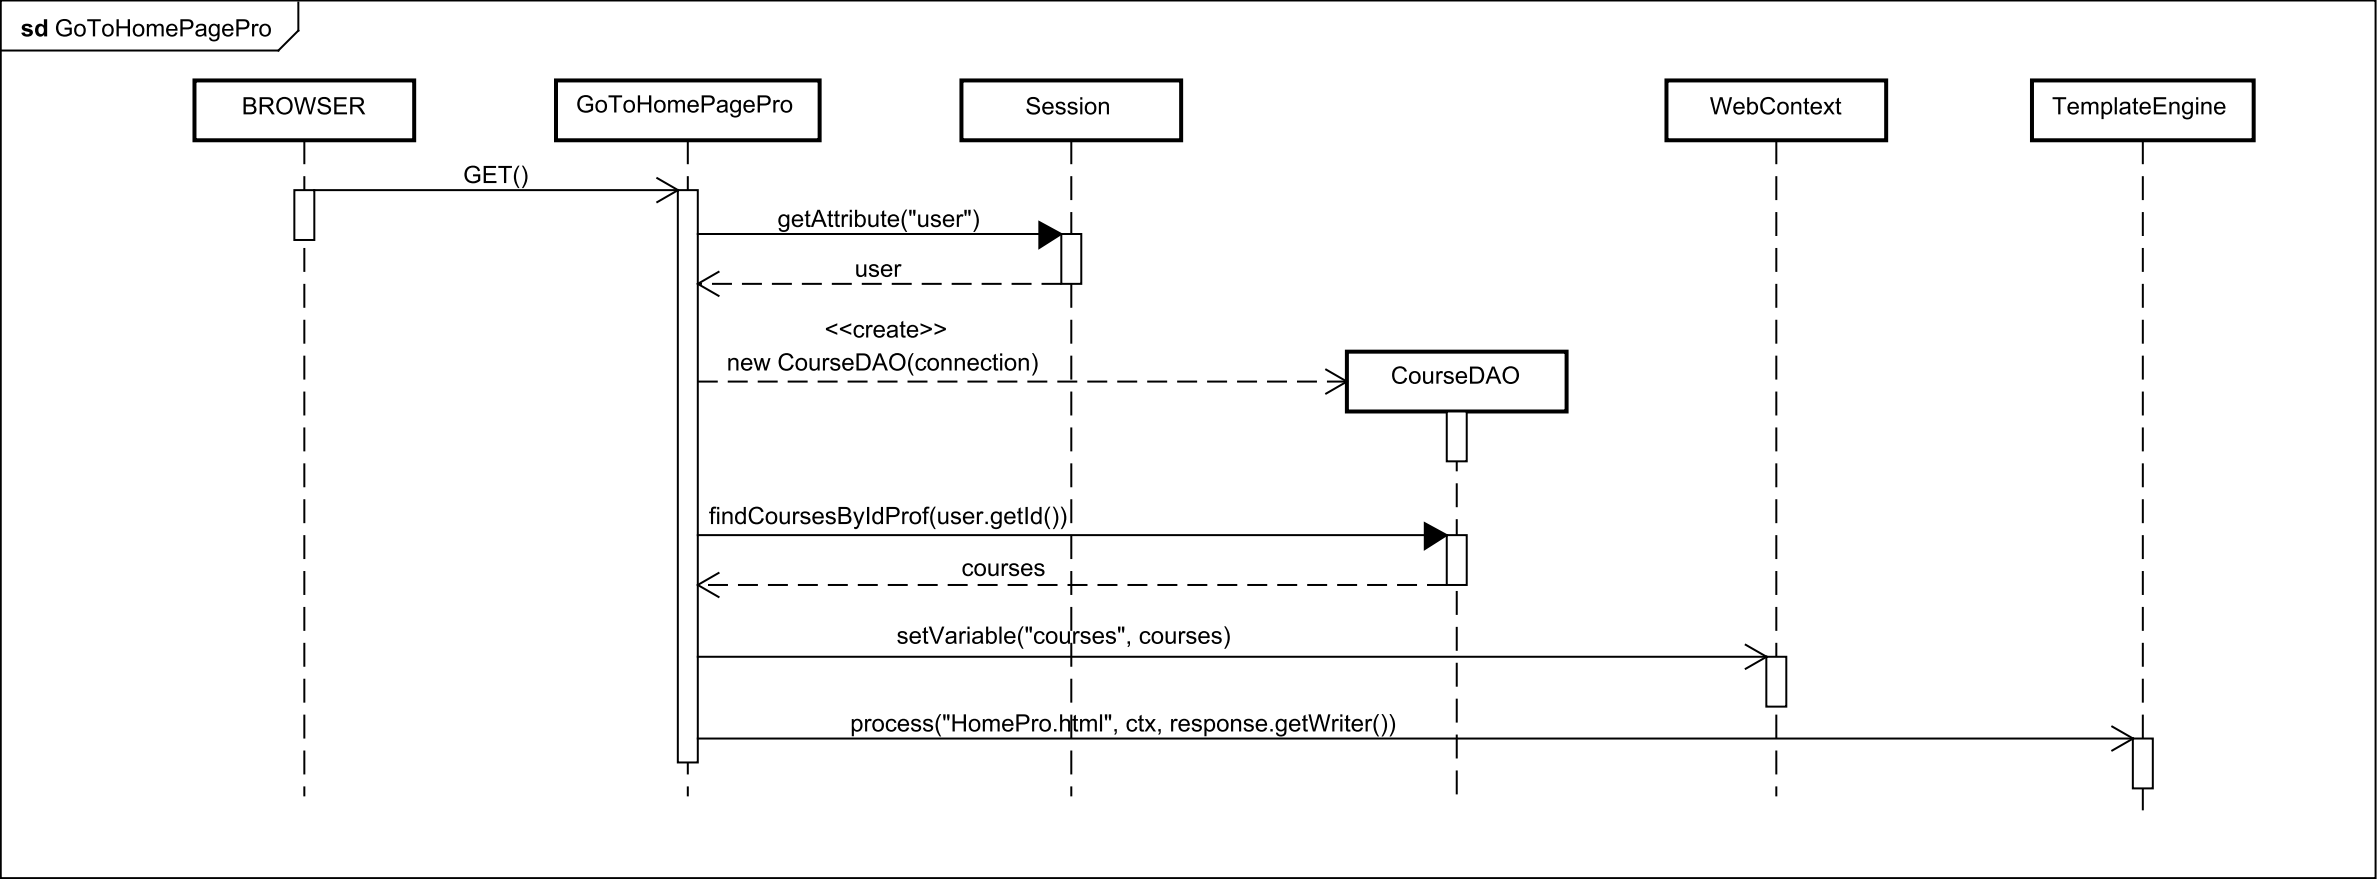 sd GoToHomePagePro
BROWSER
GoToHomePagePro
Session
WebContext
TemplateEngine
GET()
getAttribute("user")
user
<<create>>
new CourseDAO(connection)
CourseDAO
findCoursesByIdProf(user.getId())
courses
setVariable("courses", courses)
process("HomePro.html", ctx, response.getWriter())